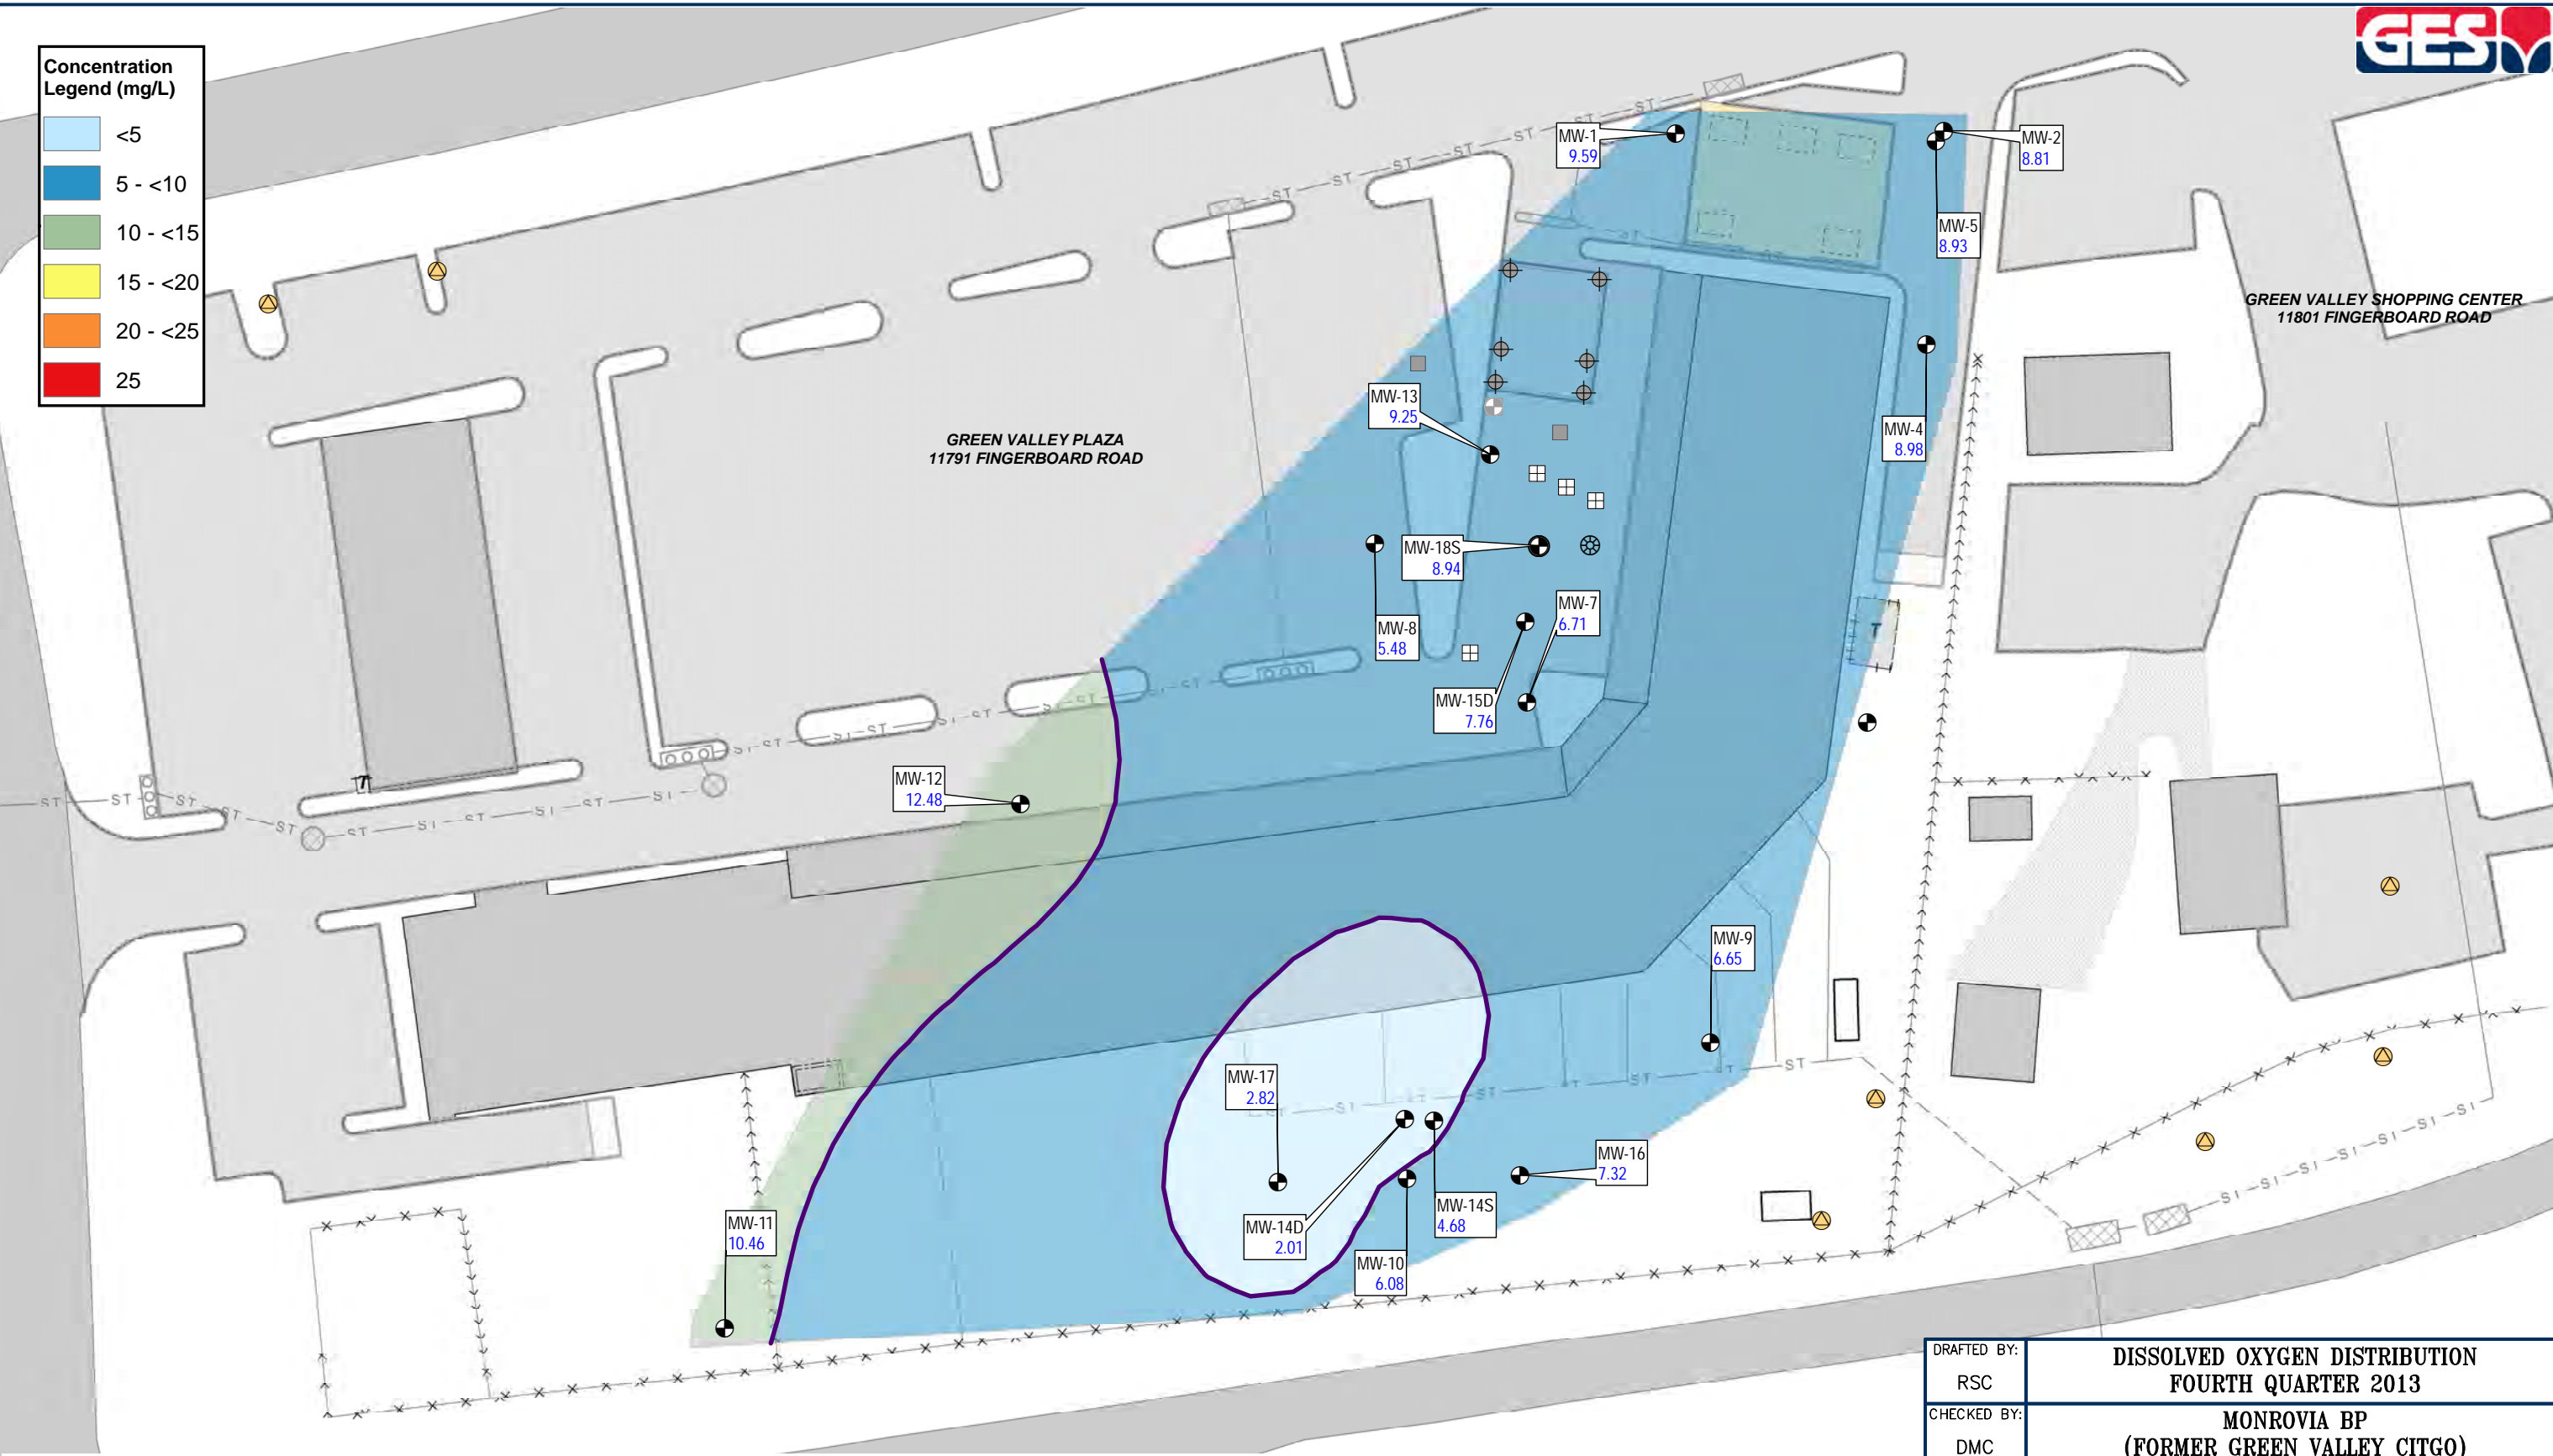 GES
Concentration
Legend (mg/L)
<5
5 - <10
10 - <15
15 - <20
20 - <25
25
MW-1
9.59
MW-2
8.81
MW-5
8.93
GREEN VALLEY SHOPPING CENTER
11801 FINGERBOARD ROAD
MW-13
9.25
MW-4
8.98
GREEN VALLEY PLAZA
11791 FINGERBOARD ROAD
MW-18S
8.94
MW-8
5.48
MW-7
6.71
MW-15D
7.76
MW-12
12.48
MW-9
6.65
MW-17
2.82
MW-16
7.32
MW-14S
4.68
MW-14D
2.01
MW-10
6.08
MW-11
10.46
DRAFTED BY:
RSC
DISSOLVED OXYGEN DISTRIBUTION
FOURTH QUARTER 2013
CHECKED BY:
DMC
MONROVIA BP
(FORMER GREEN VALLEY CITGO)